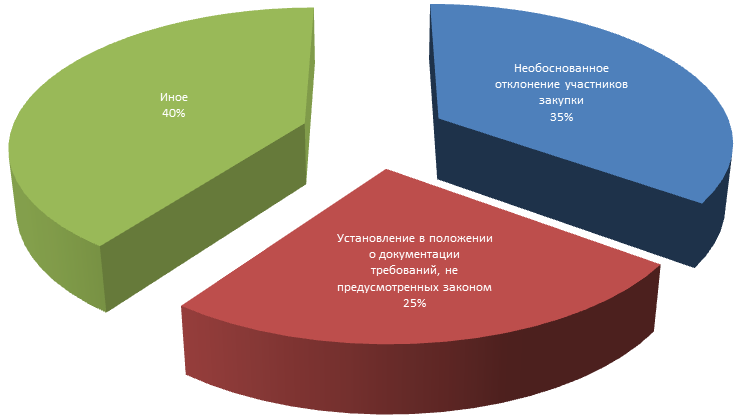 Необоснованное
отклонение участников
закупки
35%
Иное
40%
Установление в положении
о документации
требований, не
предусмотренных законом
25%